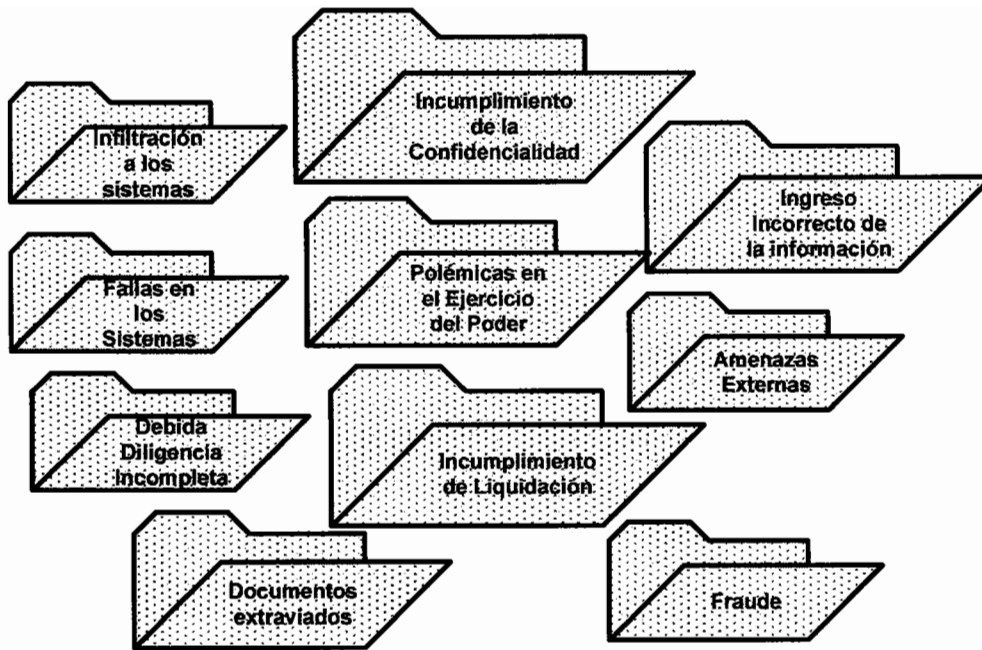 Incumplimiento
de la
Confidencialidad
Infiltración
a los
sistemas
Ingreso
Incorrecto de
la información
Polémicas en
el Ejercicio
del Poder
Fallas en
los
Sistemas
Amenazas
Externas
Debida
Diligencia
Incompleta
Incumplimiento
de Liquidación
Documentos
extraviados
Fraude